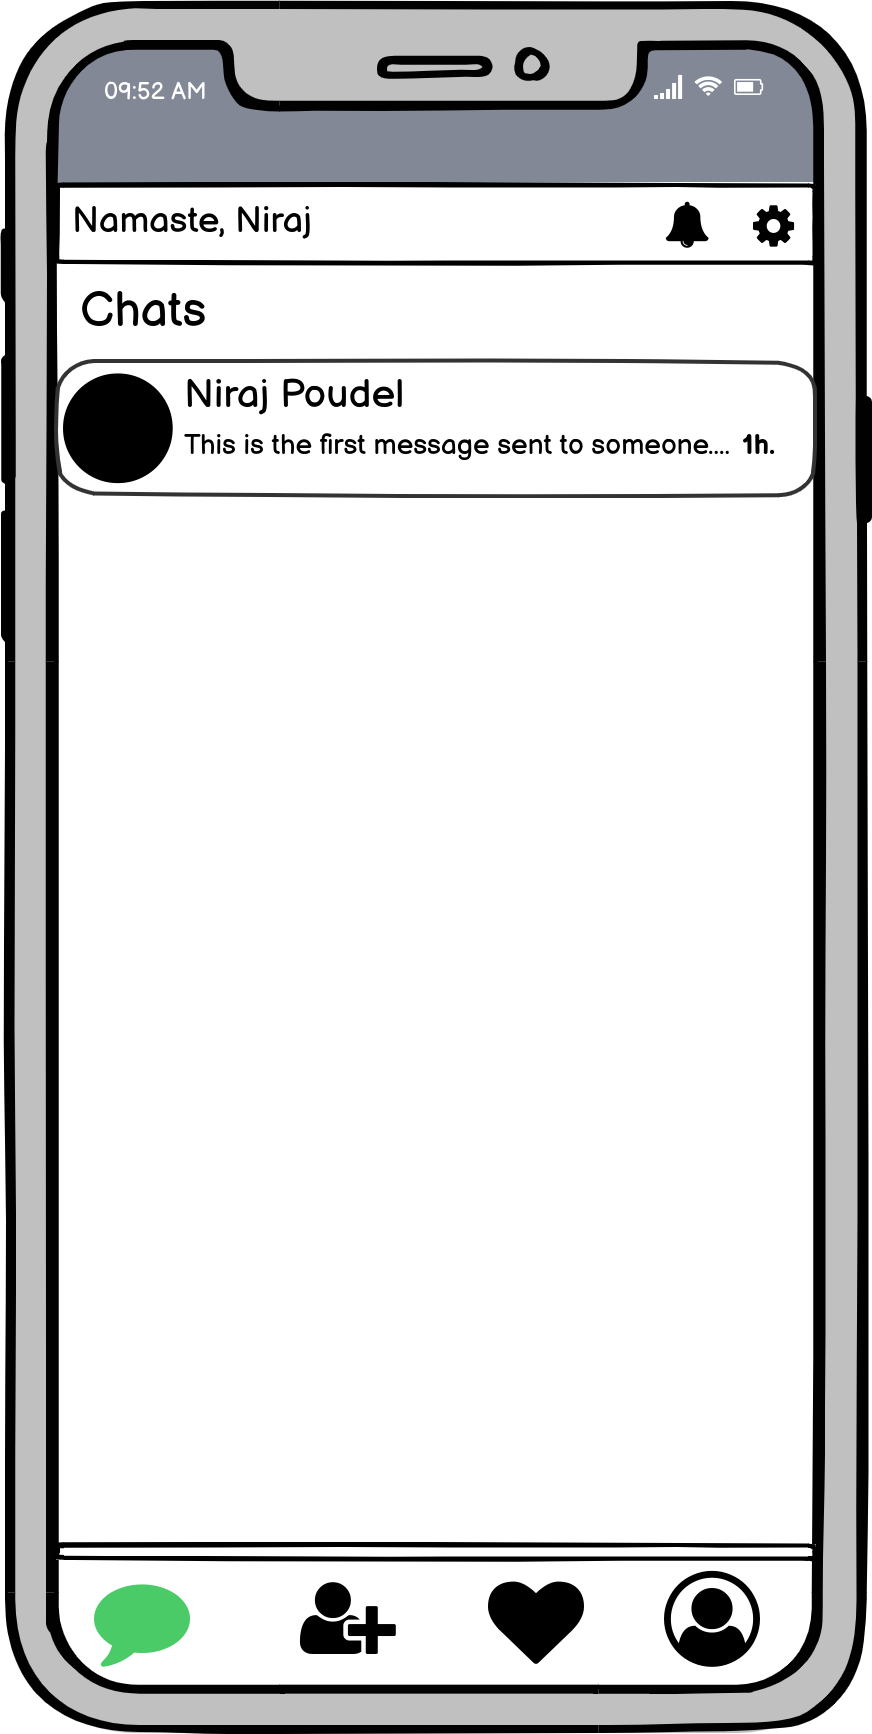 09:52 AM
Namaste, Niraj
Chats
Niraj Poudel
This is the first message sent to someone.... 1h.